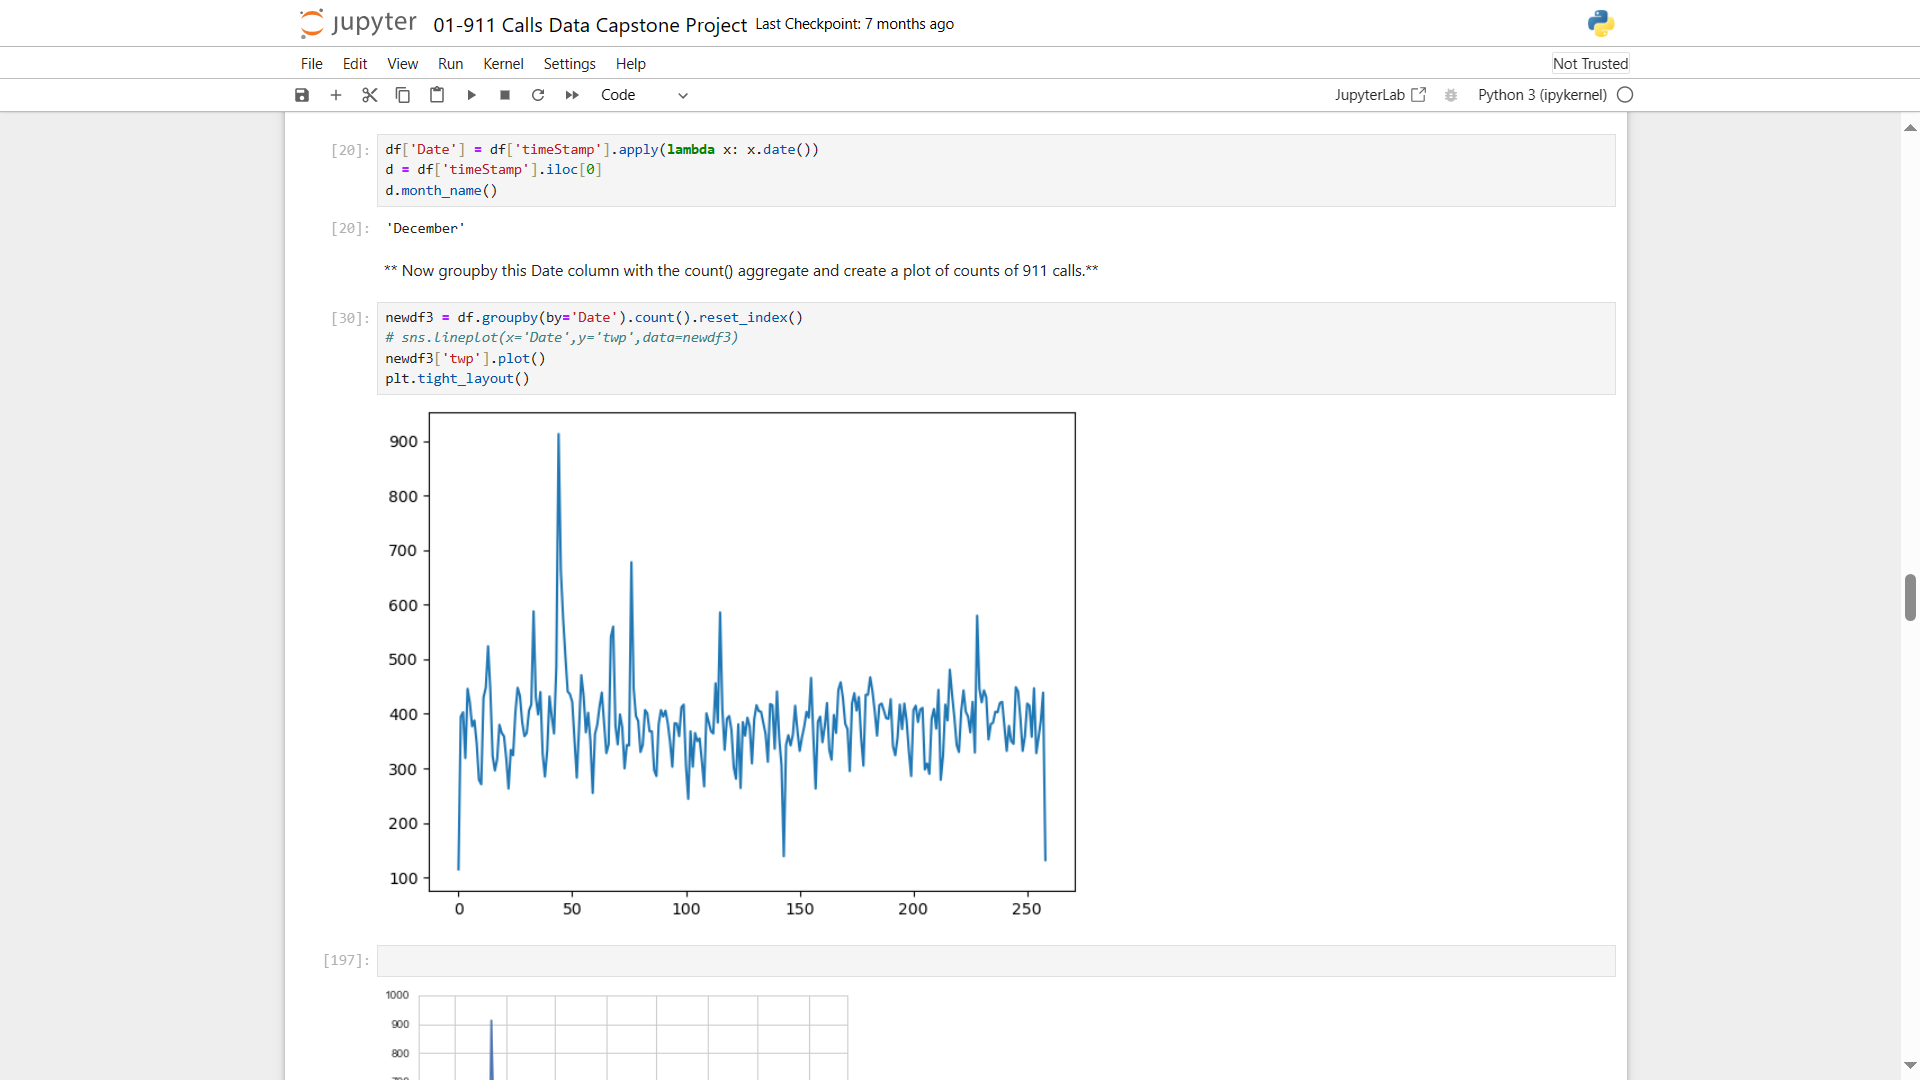 jupyter 01-911 Calls Data Capstone Project Last Checkpoint: 7 months ago
File Edit View Run Kernel Settings Help Not Trusted
Code JupyterLab Python 3 (ipykernel)
[20]: df['Date'] = df['timeStamp'].apply(lambda x: x.date())
d = df['timeStamp'].iloc[0]
d.month_name()
[20]: 'December'
** Now groupby this Date column with the count() aggregate and create a plot of counts of 911 calls.**
[30]: newdf3 = df.groupby(by='Date').count().reset_index()
# sns.lineplot(x='Date',y='twp',data=newdf3)
newdf3['twp'].plot()
plt.tight_layout()
900
800
700
600
500
400
300
200
100
0 50 100 150 200 250
[197]:
1000
900
800
700